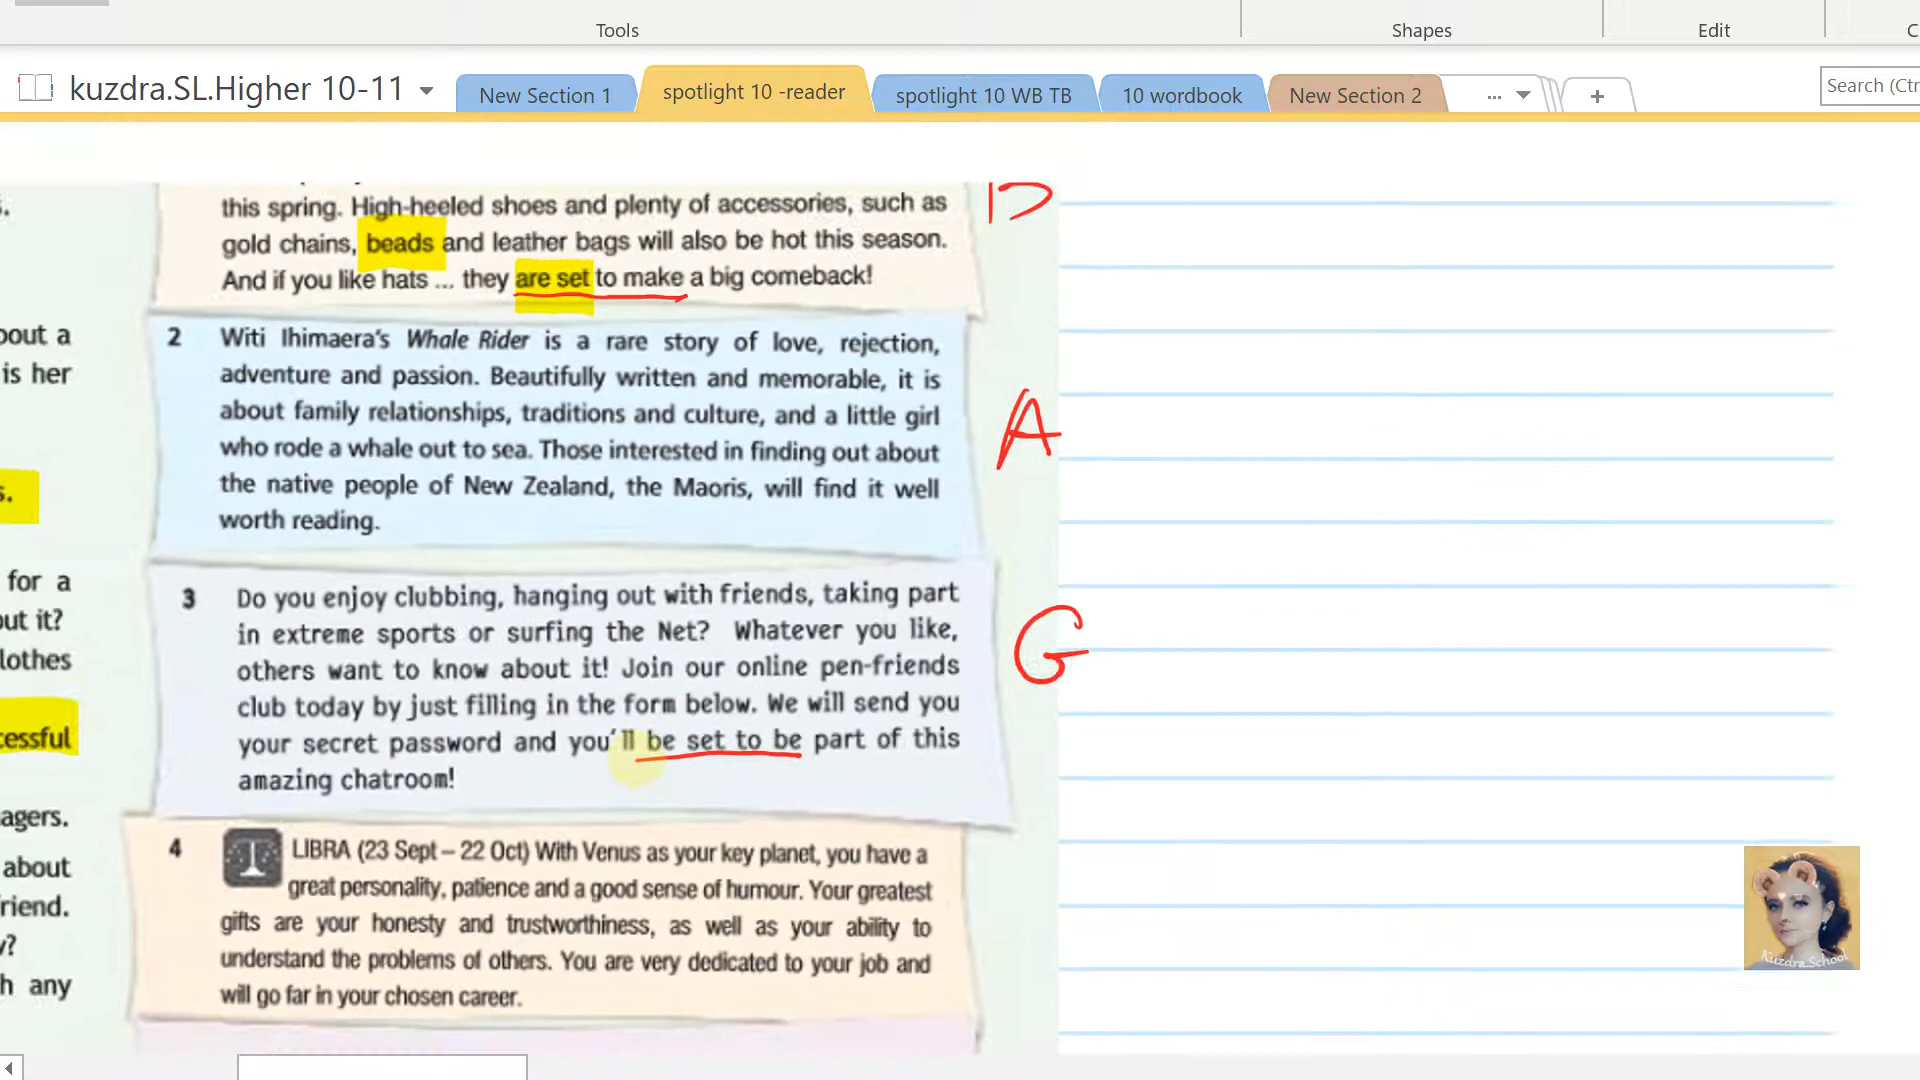 Tools
Shapes
Edit
kuzdra.SL.Higher 10-11
New Section 1
spotlight 10 -reader
spotlight 10 WB TB
10 wordbook
New Section 2
...
+
Search (Ctr
this spring. High-heeled shoes and plenty of accessories, such as
gold chains, beads and leather bags will also be hot this season.
And if you like hats ... they are set to make a big comeback!
2 Witi Ihimaera's Whale Rider is a rare story of love, rejection,
adventure and passion. Beautifully written and memorable, it is
about family relationships, traditions and culture, and a little girl
who rode a whale out to sea. Those interested in finding out about
the native people of New Zealand, the Maoris, will find it well
worth reading.
A
3 Do you enjoy clubbing, hanging out with friends, taking part
in extreme sports or surfing the Net? Whatever you like,
others want to know about it! Join our online pen-friends
club today by just filling in the form below. We will send you
your secret password and you'll be set to be part of this
amazing chatroom!
G
4 LIBRA (23 Sept – 22 Oct) With Venus as your key planet, you have a
great personality, patience and a good sense of humour. Your greatest
gifts are your honesty and trustworthiness, as well as your ability to
understand the problems of others. You are very dedicated to your job and
will go far in your chosen career.
bout a
is her
s.
for a
out it?
lothes
cessful
agers.
about
riend.
y?
h any
Kuzdra.School